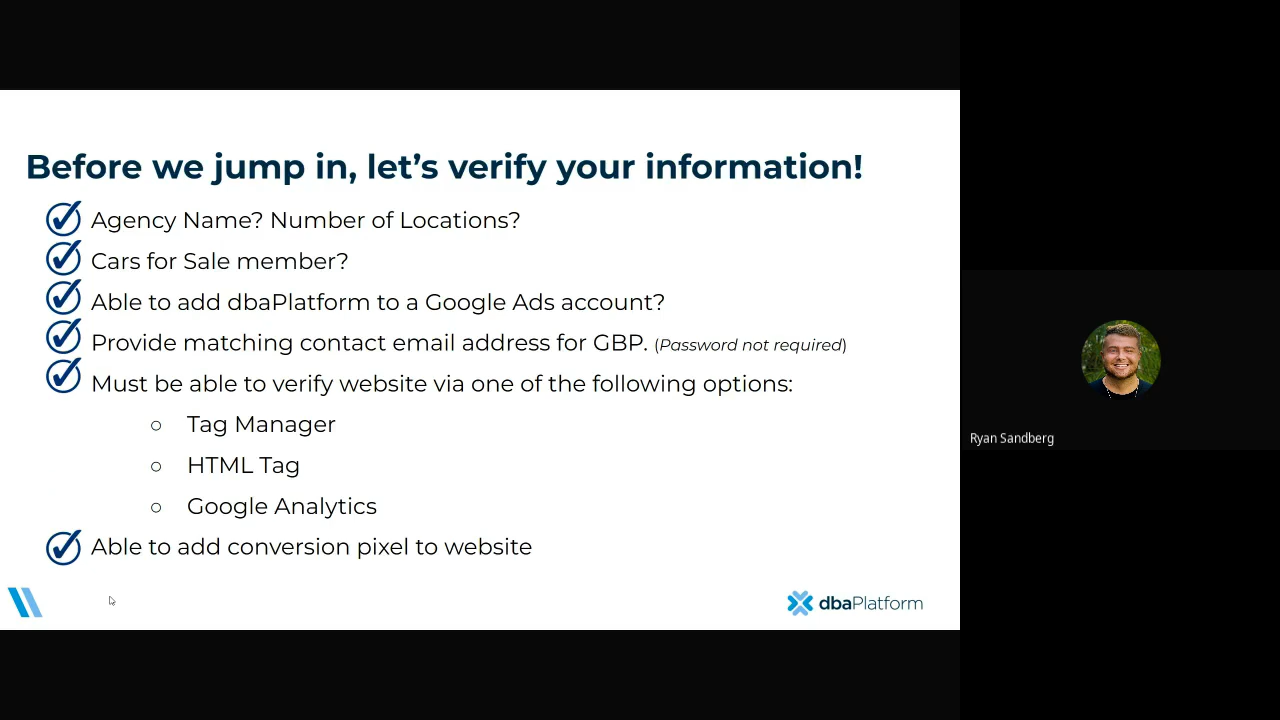 Before we jump in, let’s verify your information!
Agency Name? Number of Locations?
Cars for Sale member?
Able to add dbaPlatform to a Google Ads account?
Provide matching contact email address for GBP. (Password not required)
Must be able to verify website via one of the following options:
Tag Manager
HTML Tag
Google Analytics
Able to add conversion pixel to website
dbaPlatform
Ryan Sandberg